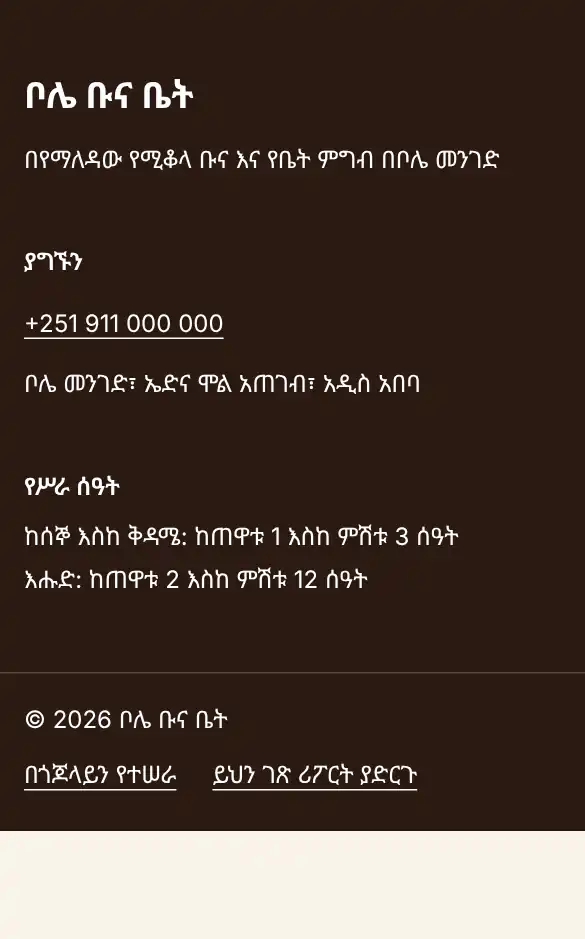 ቦሌ ቡና ቤት
በየማለዳው የሚቆላ ቡና እና የቤት ምግብ በቦሌ መንገድ
ያግኙን
+251 911 000 000
ቦሌ መንገድ፣ ኤድና ሞል አጠገብ፣ አዲስ አበባ
የሥራ ሰዓት
ከሰኞ እስከ ቅዳሜ: ከጠዋቱ 1 እስከ ምሽቱ 3 ሰዓት
እሑድ: ከጠዋቱ 2 እስከ ምሽቱ 12 ሰዓት
© 2026 ቦሌ ቡና ቤት
በጎጆላይን የተሠራ ይህን ገጽ ሪፖርት ያድርጉ